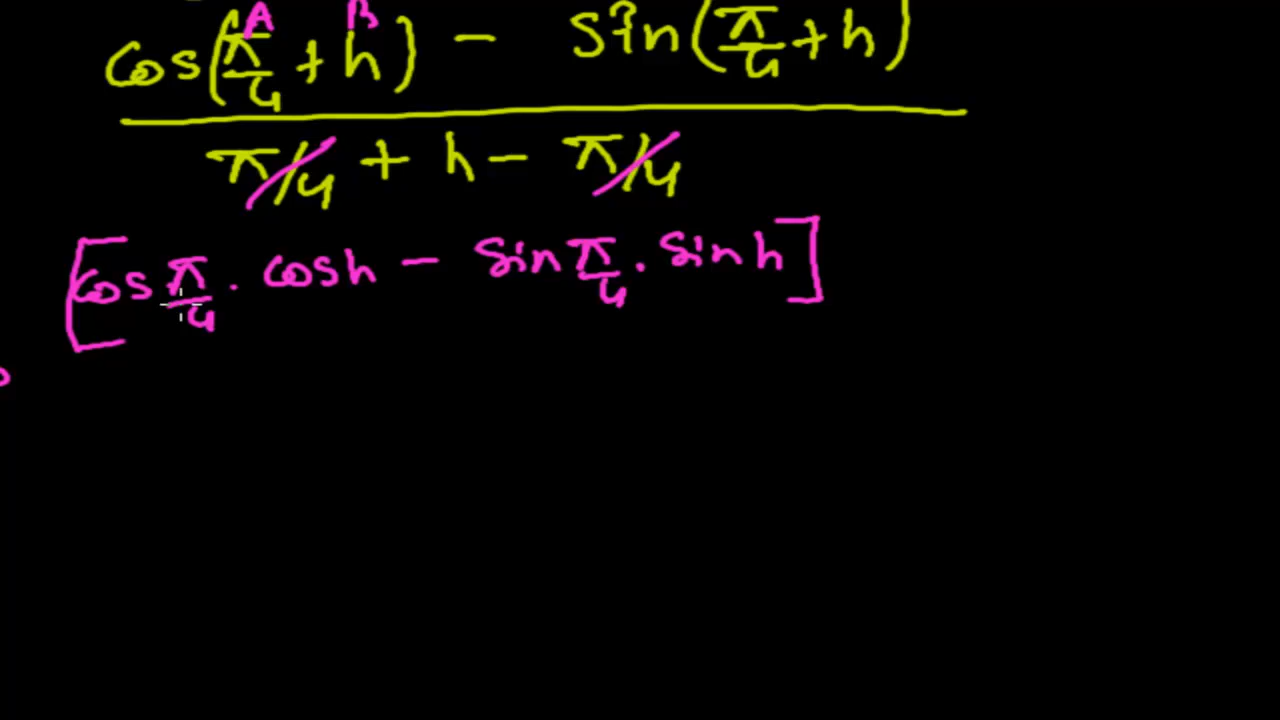 A B
cos(π/4 + h) - sin(π/4 + h)
π/4 + h - π/4
[cos π/4 . cos h - sin π/4 . sin h]